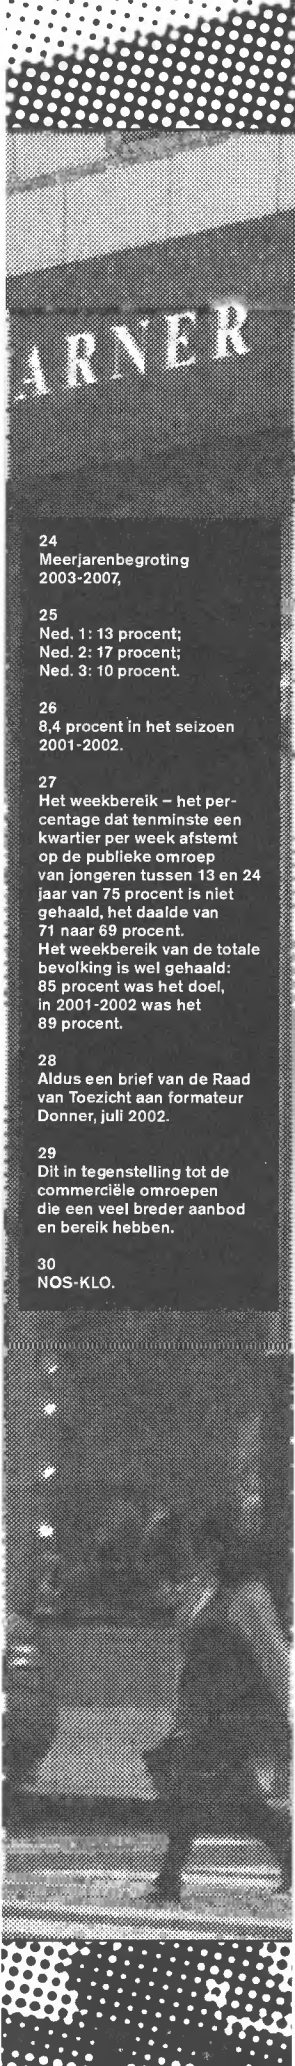 ARNER
24
Meerjarenbegroting
2003-2007,
25
Ned. 1: 13 procent;
Ned. 2: 17 procent;
Ned. 3: 10 procent.
26
8,4 procent in het seizoen
2001-2002.
27
Het weekbereik – het per-
centage dat tenminste een
kwartier per week afstemt
op de publieke omroep
van jongeren tussen 13 en 24
jaar van 75 procent is niet
gehaald, het daalde van
71 naar 69 procent.
Het weekbereik van de totale
bevolking is wel gehaald:
85 procent was het doel,
in 2001-2002 was het
89 procent.
28
Aldus een brief van de Raad
van Toezicht aan formateur
Donner, juli 2002.
29
Dit in tegenstelling tot de
commerciële omroepen
die een veel breder aanbod
en bereik hebben.
30
NOS-KLO.